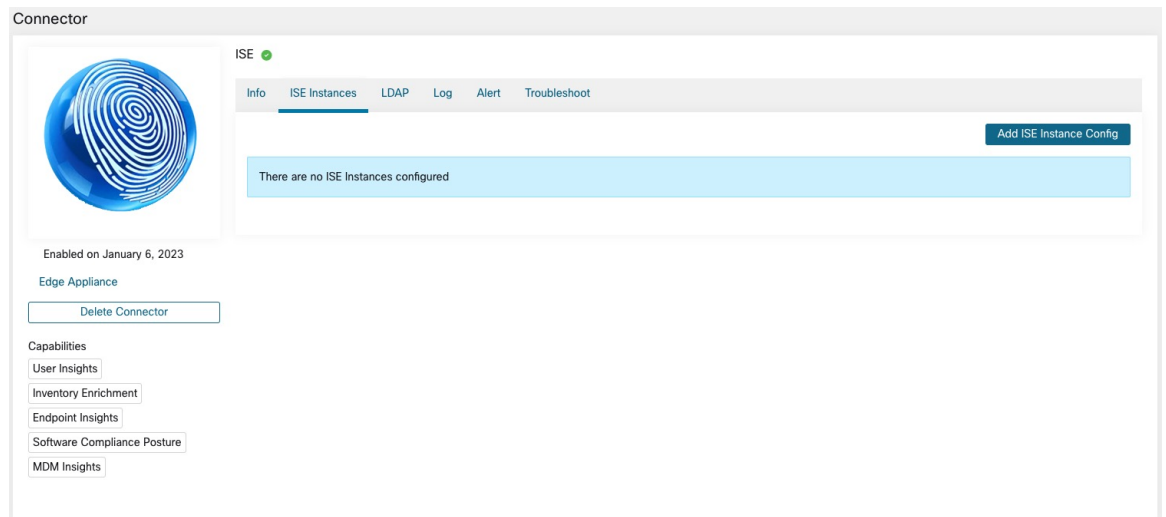 Connector
ISE
Info ISE Instances LDAP Log Alert Troubleshoot
Add ISE Instance Config
There are no ISE Instances configured
Enabled on January 6, 2023
Edge Appliance
Delete Connector
Capabilities
User Insights
Inventory Enrichment
Endpoint Insights
Software Compliance Posture
MDM Insights